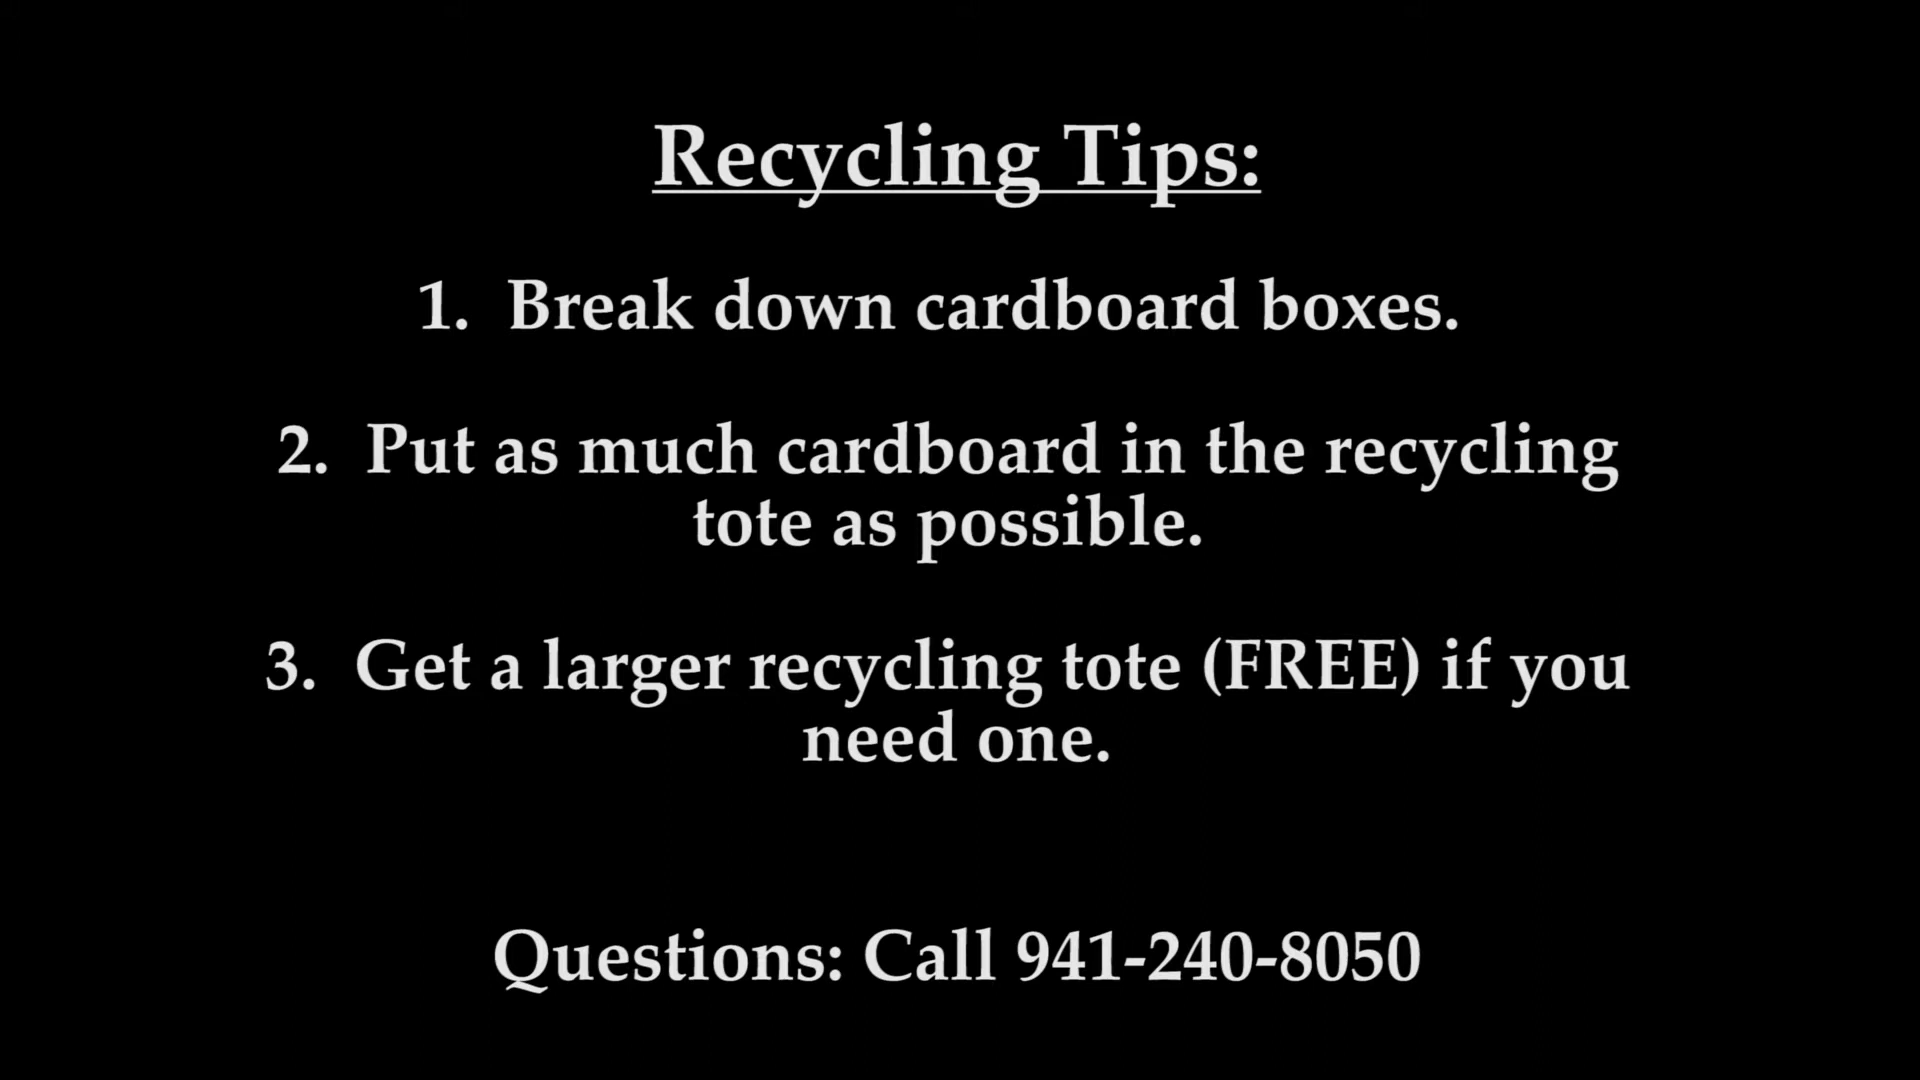 Recycling Tips:
1. Break down cardboard boxes.
2. Put as much cardboard in the recycling
tote as possible.
3. Get a larger recycling tote (FREE) if you
need one.
Questions: Call 941-240-8050